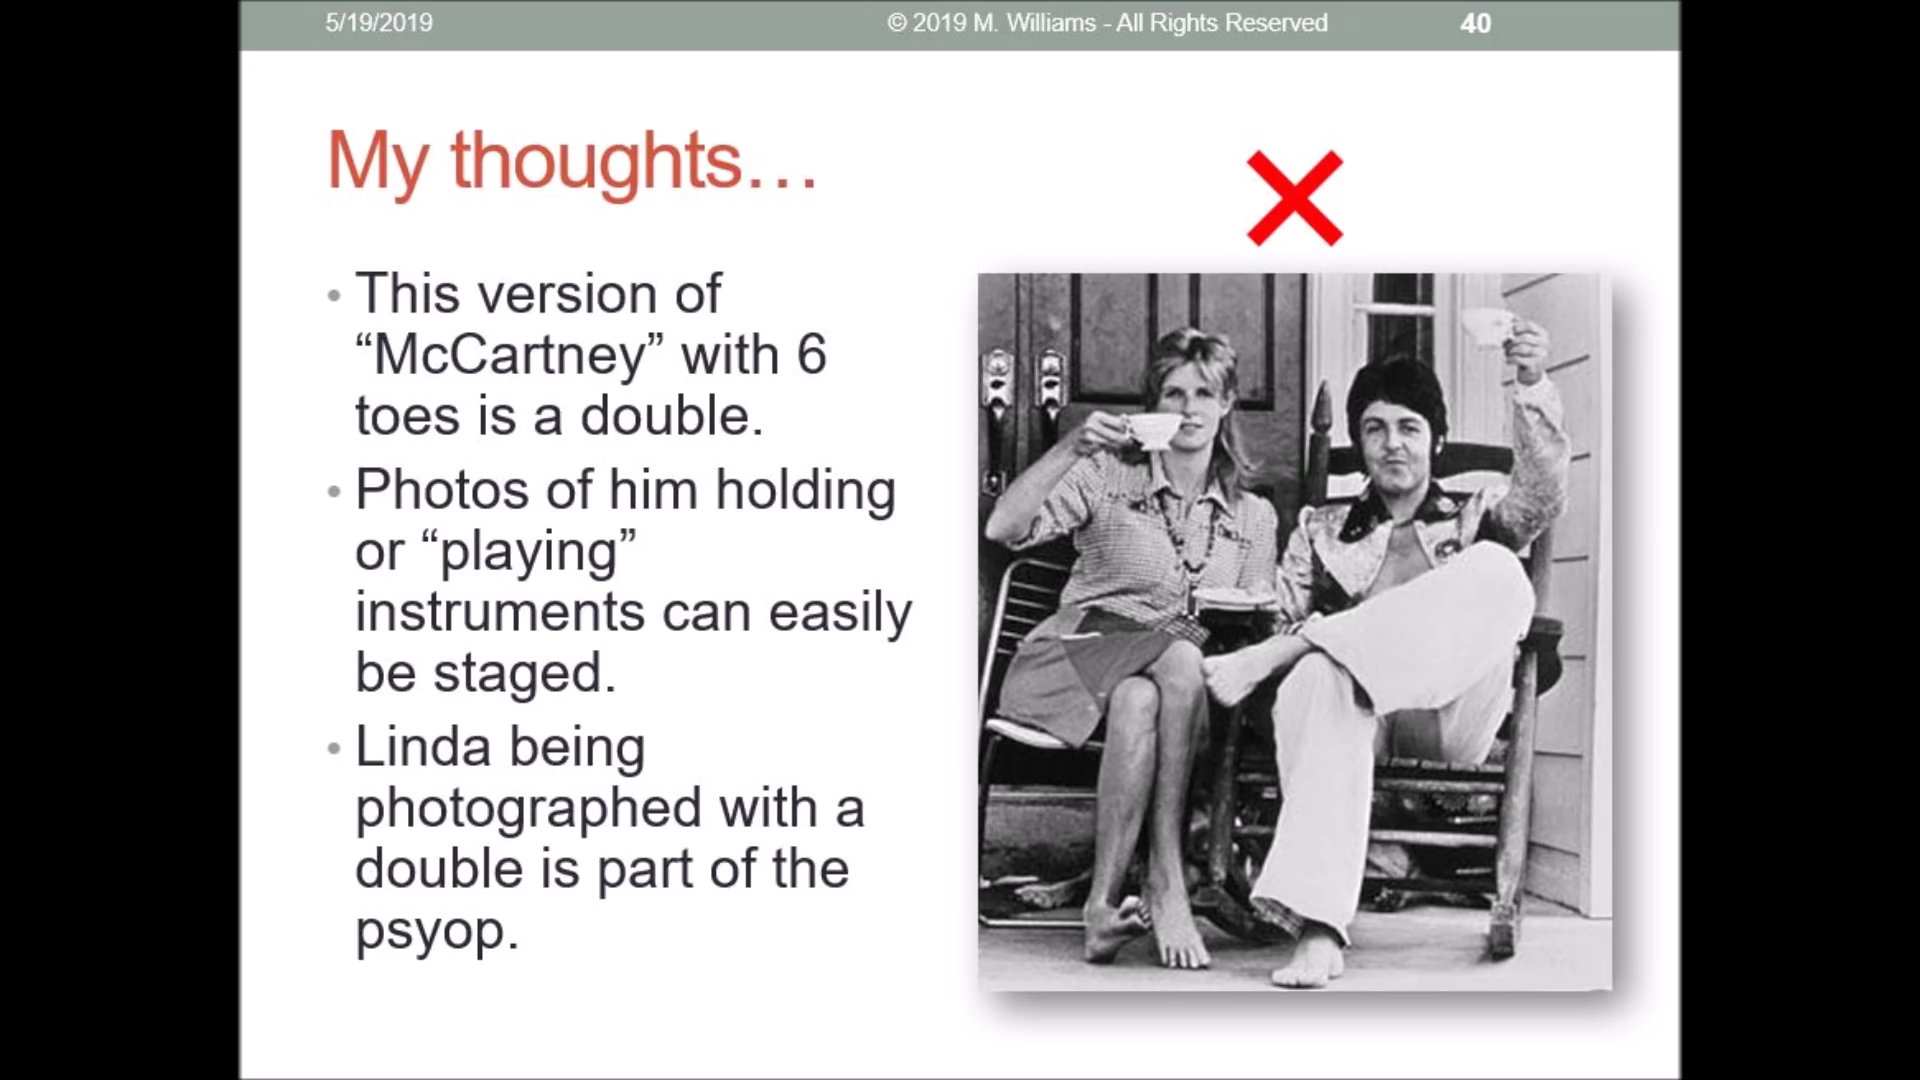 5/19/2019 © 2019 M. Williams - All Rights Reserved 40
My thoughts…
• This version of
“McCartney” with 6
toes is a double.
• Photos of him holding
or “playing”
instruments can easily
be staged.
• Linda being
photographed with a
double is part of the
psyop.